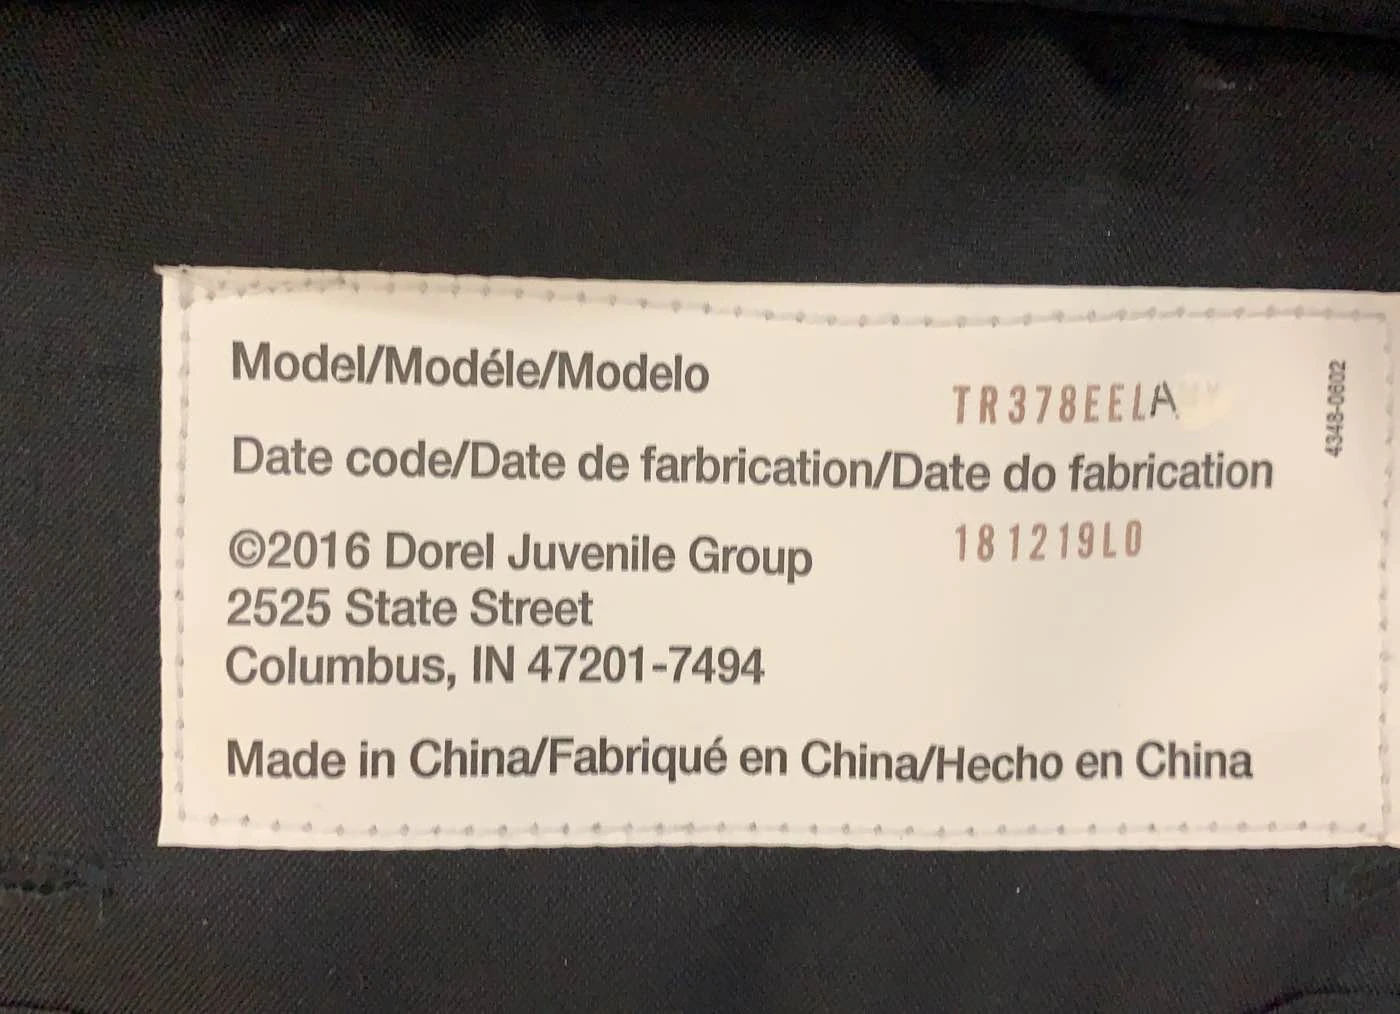 Model/Modéle/Modelo
TR378EELA
4348-0602
Date code/Date de farbrication/Date do fabrication
181219L0
©2016 Dorel Juvenile Group
2525 State Street
Columbus, IN 47201-7494
Made in China/Fabriqué en China/Hecho en China